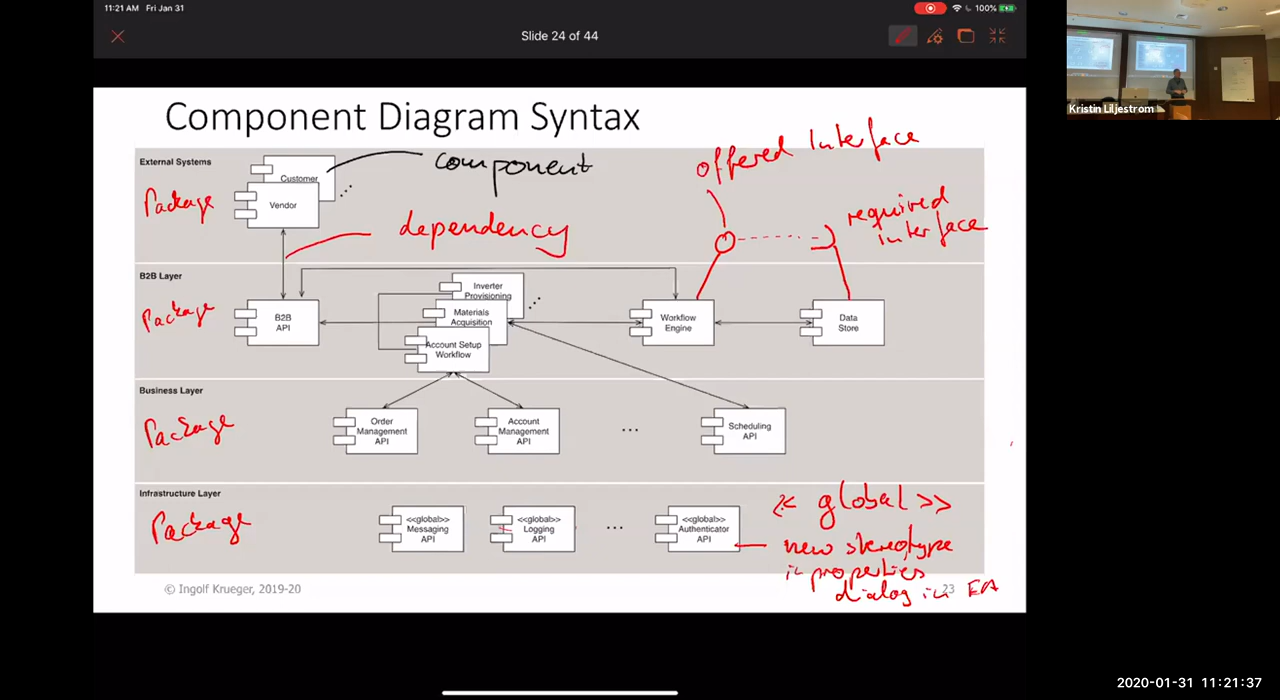 11:21 AM Fri Jan 31
100%
Slide 24 of 44
Kristin Liljestrom
Component Diagram Syntax
External Systems
Package
Customer
Vendor
...
component
dependency
offered Interface
required
interface
B2B Layer
Package
B2B
API
Inverter
Provisioning
...
Materials
Acquisition
Account Setup
Workflow
Workflow
Engine
Data
Store
Business Layer
Package
Order
Management
API
Account
Management
API
...
Scheduling
API
Infrastructure Layer
Package
<<global>>
Messaging
API
<<global>>
Logging
API
...
<<global>>
Authenticator
API
<< global >>
new stereotype
in properties
dialog in EA
© Ingolf Krueger, 2019-20
23
2020-01-31 11:21:37